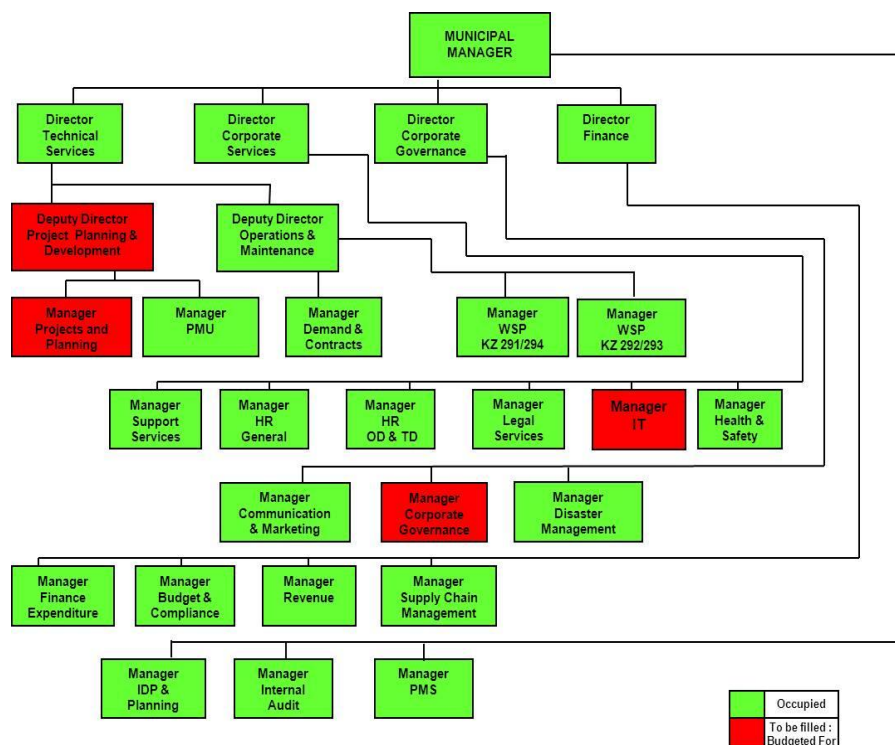 MUNICIPAL
MANAGER
Director
Technical
Services
Director
Corporate
Services
Director
Corporate
Governance
Director
Finance
Deputy Director
Project Planning &
Development
Deputy Director
Operations &
Maintenance
Manager
Projects and
Planning
Manager
PMU
Manager
Demand &
Contracts
Manager
WSP
KZ 291/294
Manager
WSP
KZ 292/293
Manager
Support
Services
Manager
HR
General
Manager
HR
OD & TD
Manager
Legal
Services
Manager
IT
Manager
Health &
Safety
Manager
Communication
& Marketing
Manager
Corporate
Governance
Manager
Disaster
Management
Manager
Finance
Expenditure
Manager
Budget &
Compliance
Manager
Revenue
Manager
Supply Chain
Management
Manager
IDP &
Planning
Manager
Internal
Audit
Manager
PMS
Occupied
To be filled :
Budgeted For